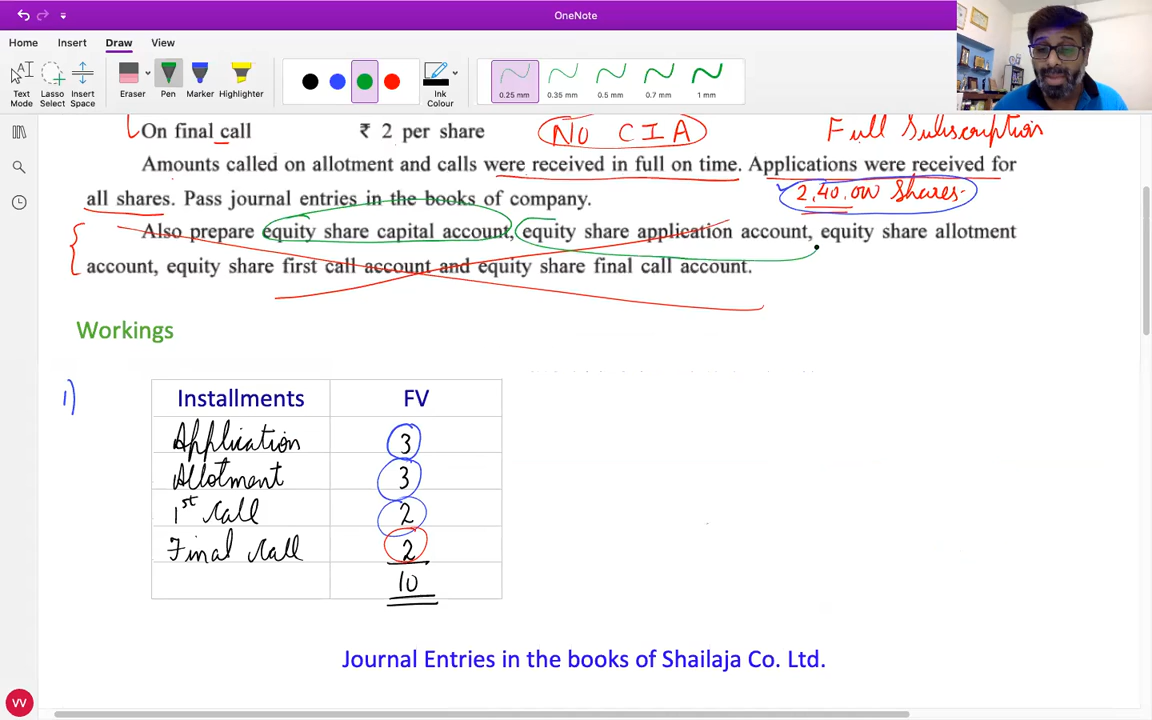 OneNote
Home Insert Draw View
Text Mode Lasso Select Insert Space Eraser Pen Marker Highlighter Ink Colour 0.25 mm 0.35 mm 0.5 mm 0.7 mm 1 mm
On final call ₹ 2 per share No CIA Full Subscription
Amounts called on allotment and calls were received in full on time. Applications were received for
2,40,000 Shares
all shares. Pass journal entries in the books of company.
Also prepare equity share capital account, equity share application account, equity share allotment
account, equity share first call account and equity share final call account.
Workings
1) Installments FV
Application 3
Allotment 3
1st Call 2
Final Call 2
10
Journal Entries in the books of Shailaja Co. Ltd.
VV